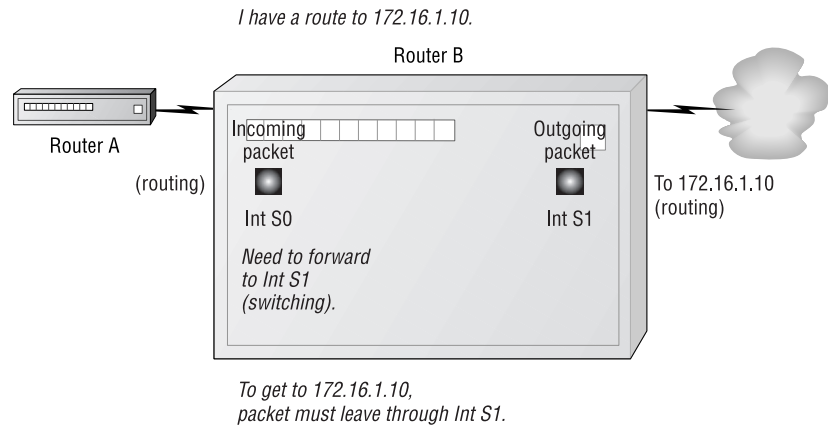 I have a route to 172.16.1.10.
Router B
Router A
Incoming
packet
Outgoing
packet
(routing)
Int S0
Int S1
To 172.16.1.10
(routing)
Need to forward
to Int S1
(switching).
To get to 172.16.1.10,
packet must leave through Int S1.